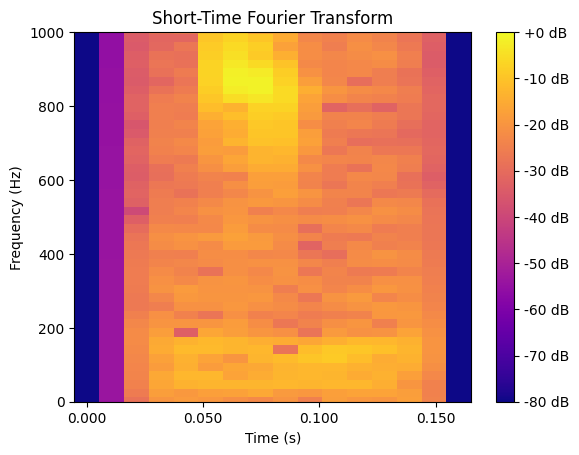 Short-Time Fourier Transform
1000
800
600
400
200
0
Frequency (Hz)
0.000
0.050
0.100
0.150
Time (s)
+0 dB
-10 dB
-20 dB
-30 dB
-40 dB
-50 dB
-60 dB
-70 dB
-80 dB